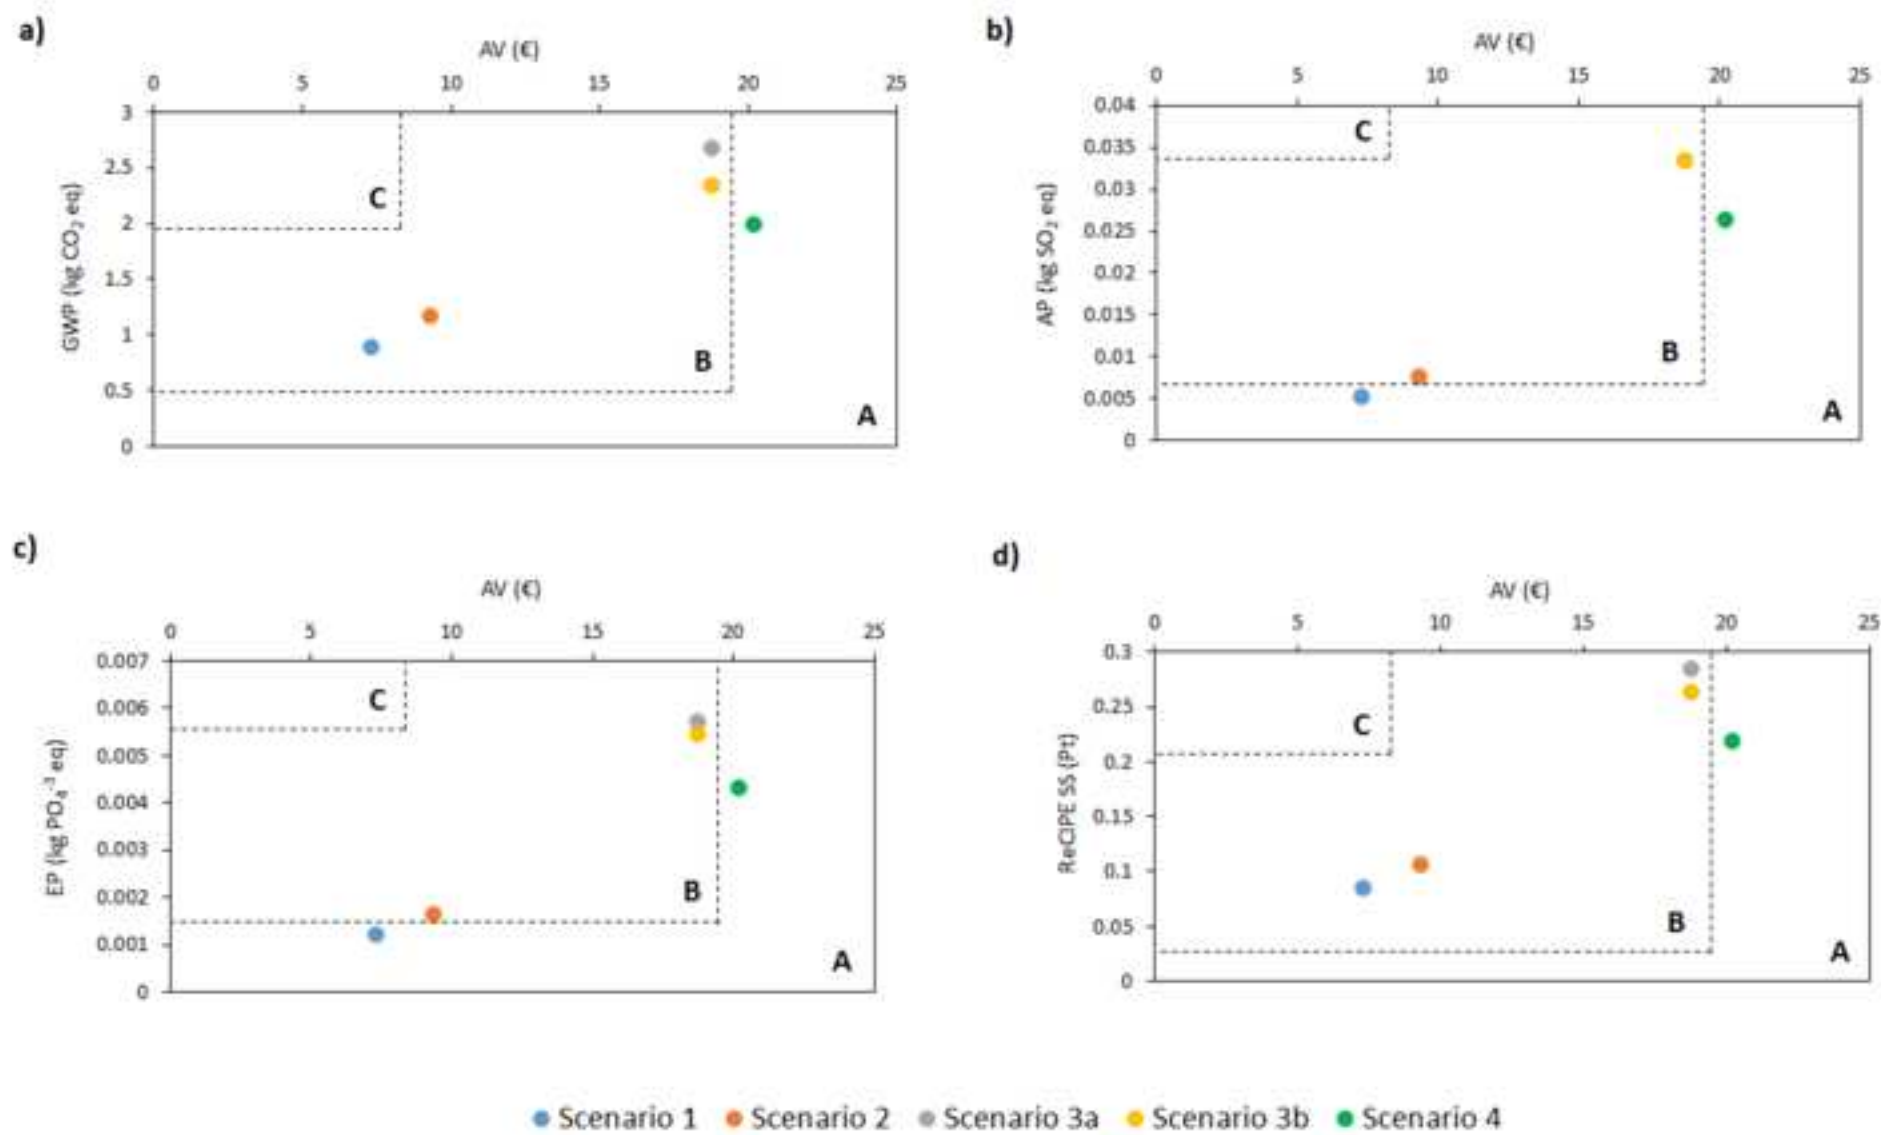 a)
AV (€)
0 5 10 15 20 25
3
2.5
2
1.5
1
0.5
0
GWP (kg CO2 eq)
C
B
A
b)
AV (€)
0 5 10 15 20 25
0.04
0.035
0.03
0.025
0.02
0.015
0.01
0.005
0
AP (kg SO2 eq)
C
B
A
c)
AV (€)
0 5 10 15 20 25
0.007
0.006
0.005
0.004
0.003
0.002
0.001
0
EP (kg PO4-3 eq)
C
B
A
d)
AV (€)
0 5 10 15 20 25
0.3
0.25
0.2
0.15
0.1
0.05
0
ReCIPE SS (Pt)
C
B
A
Scenario 1 Scenario 2 Scenario 3a Scenario 3b Scenario 4